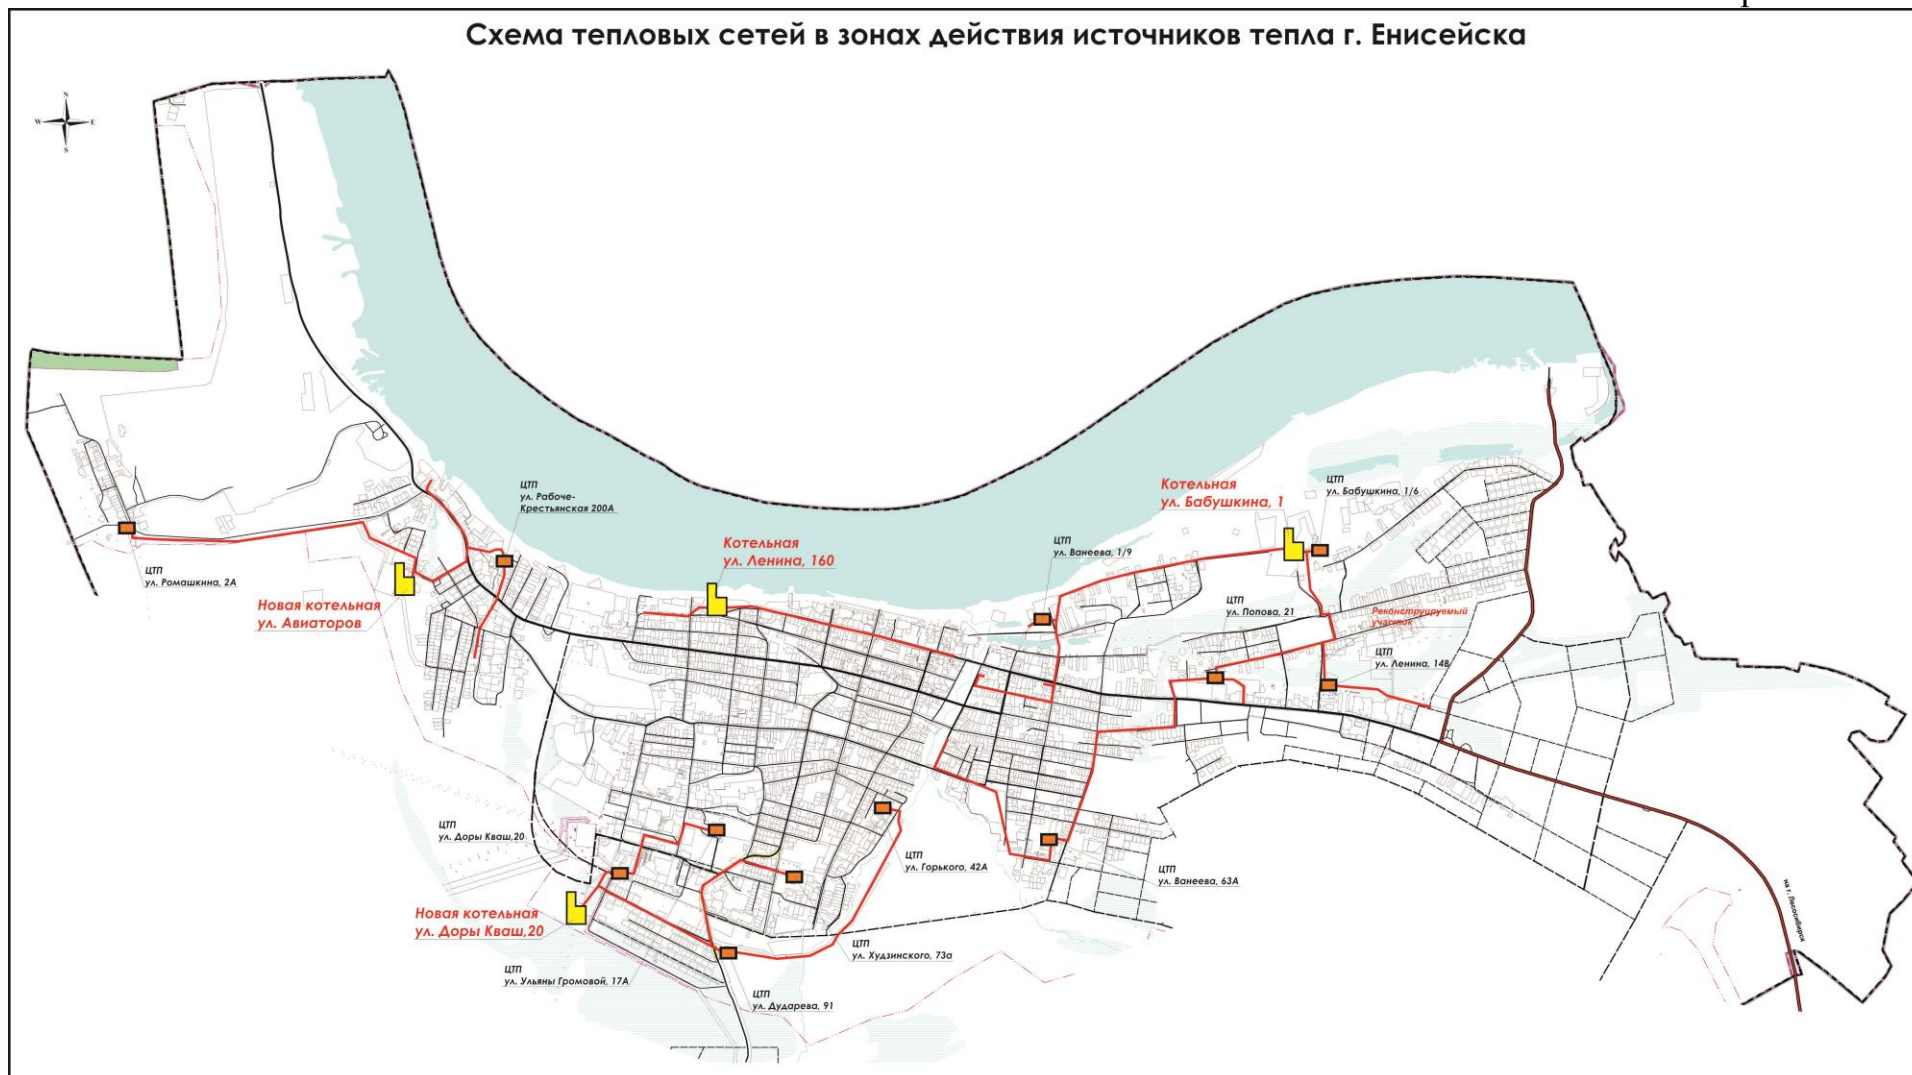 Схема тепловых сетей в зонах действия источников тепла г. Енисейска
N
W
E
S
ЦТП
ул. Рабоче-
Крестьянская 200А
Котельная
ул. Бабушкина, 1
ЦТП
ул. Бабушкина, 1/6
Котельная
ул. Ленина, 160
ЦТП
ул. Ванеева, 1/9
ЦТП
ул. Ромашкина, 2А
Новая котельная
ул. Авиаторов
ЦТП
ул. Попова, 21
Реконструируемый
участок
ЦТП
ул. Ленина, 14В
ЦТП
ул. Доры Кваш,20
ЦТП
ул. Горького, 42А
ЦТП
ул. Ванеева, 63А
на г. Лесосибирск
Новая котельная
ул. Доры Кваш,20
ЦТП
ул. Худзинского, 73а
ЦТП
ул. Ульяны Громовой, 17А
ЦТП
ул. Дударева, 91